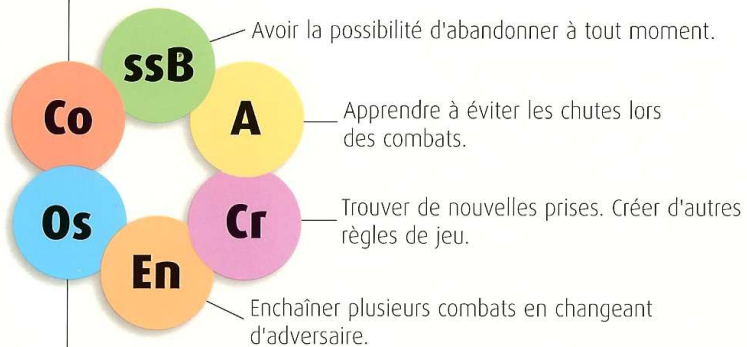 ssB
Avoir la possibilité d'abandonner à tout moment.
Co
A
Apprendre à éviter les chutes lors
des combats.
Os
Cr
Trouver de nouvelles prises. Créer d'autres
règles de jeu.
En
Enchaîner plusieurs combats en changeant
d'adversaire.